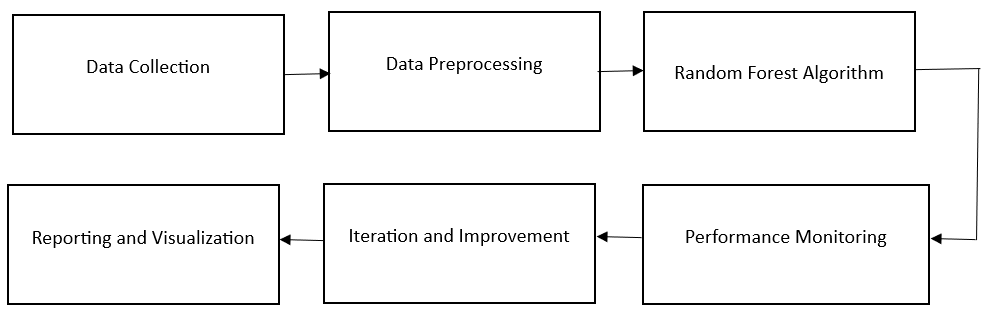 Data Collection
Data Preprocessing
Random Forest Algorithm
Reporting and Visualization
Iteration and Improvement
Performance Monitoring